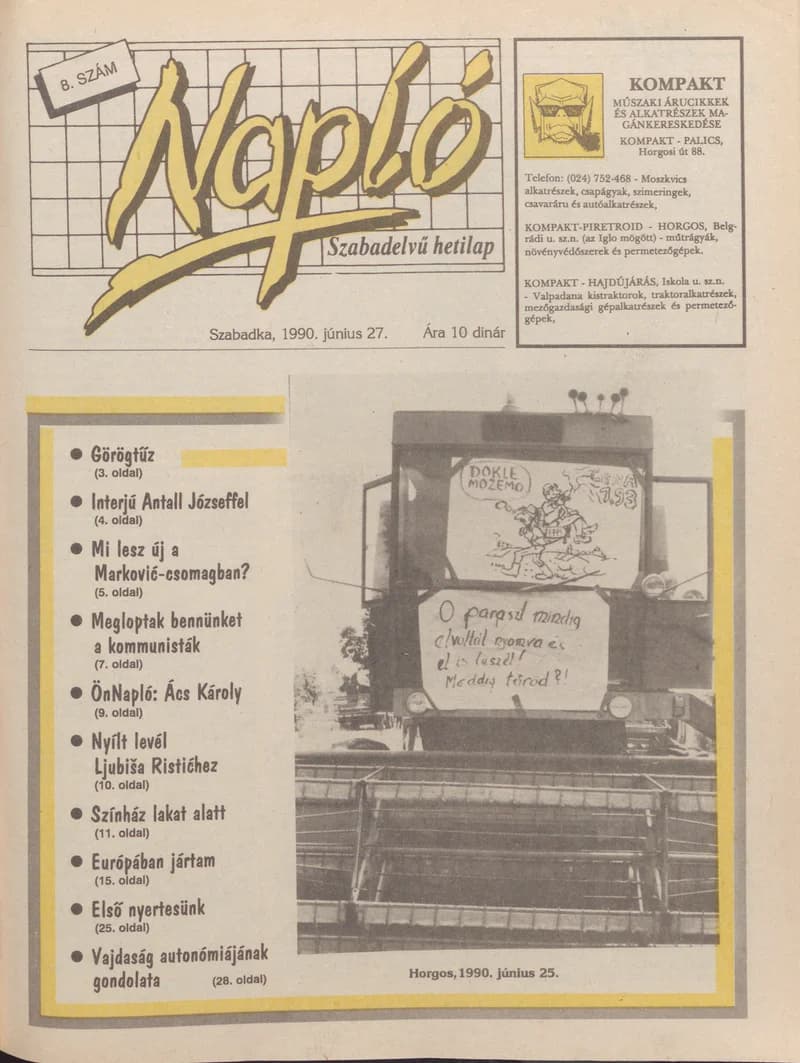 8. SZÁM
Napló
Szabadelvű hetilap
Szabadka, 1990. június 27. Ára 10 dinár
KOMPAKT
MŰSZAKI ÁRUCIKKEK
ÉS ALKATRÉSZEK MA-
GÁNKERESKEDÉSE
KOMPAKT - PALICS,
Horgosi út 88.
Telefon: (024) 752-468 - Moszkvics
alkatrészek, csapágyak, szimeringek,
csavaráru és autóalkatrészek,
KOMPAKT-PIRETROID - HORGOS, Belg-
rádi u. sz.n. (az Iglo mögött) - műtrágyák,
növényvédőszerek és permetezőgépek.
KOMPAKT - HAJDÚJÁRÁS, Iskola u. sz.n.
- Valpadana kistraktorok, traktoralkatrészek,
mezőgazdasági gépalkatrészek és permetező-
gépek,
● Görögtűz
(3. oldal)
● Interjú Antall Józseffel
(4. oldal)
● Mi lesz új a
Marković-csomagban?
(5. oldal)
● Megloptak bennünket
a kommunisták
(7. oldal)
● ÖnNapló: Ács Károly
(9. oldal)
● Nyílt levél
Ljubiša Ristićhez
(10. oldal)
● Színház lakat alatt
(11. oldal)
● Európában jártam
(15. oldal)
● Első nyertesünk
(25. oldal)
● Vajdaság autonómiájának
gondolata (28. oldal)
DOKLE
MOŽEMO
1,93
O paraszt mindig
elvoltál nyomva és
el is leszel!
Meddig tűröd?!
Horgos, 1990. június 25.